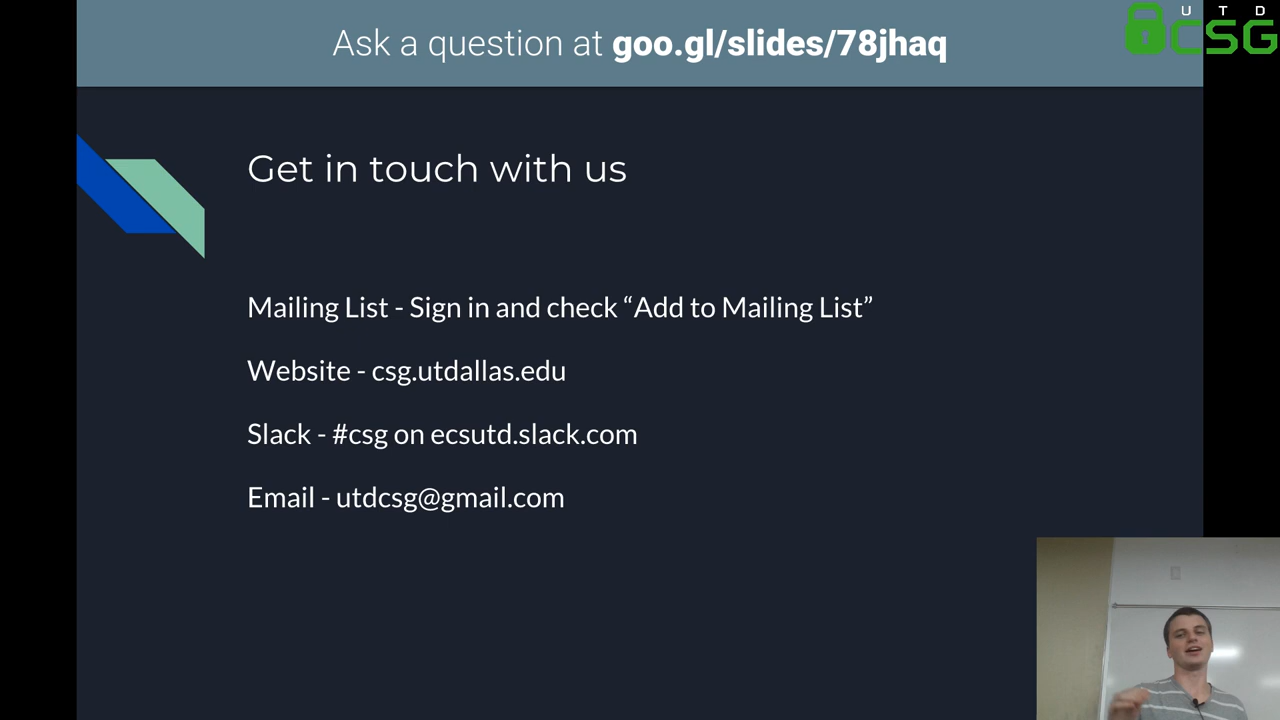 Ask a question at goo.gl/slides/78jhaq
UTD
CSG
Get in touch with us
Mailing List - Sign in and check “Add to Mailing List”
Website - csg.utdallas.edu
Slack - #csg on ecsutd.slack.com
Email - utdcsg@gmail.com